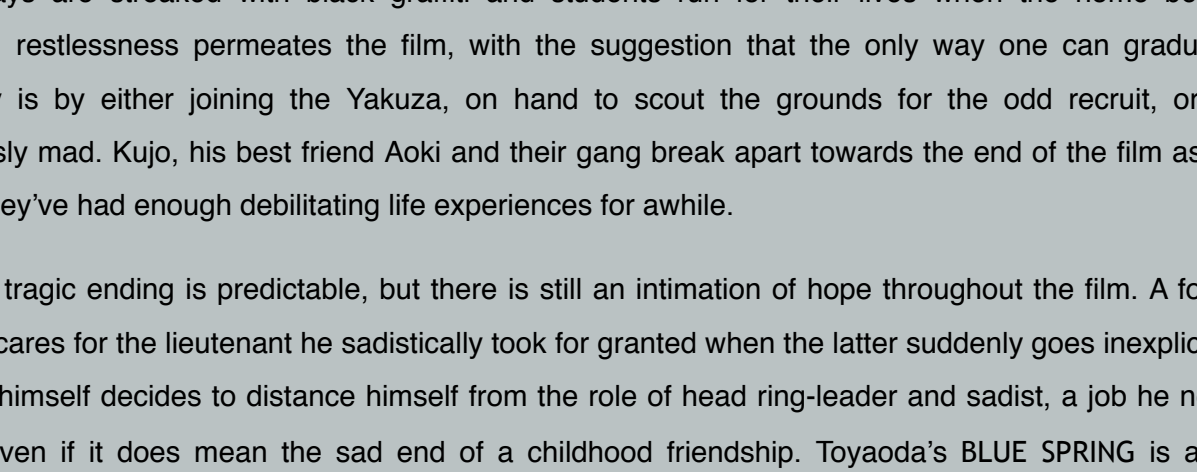 are streaked with black graffiti and students run for their lives when the home
restlessness permeates the film, with the suggestion that the only way one can gradu
is by either joining the Yakuza, on hand to scout the grounds for the odd recruit, or
sly mad. Kujo, his best friend Aoki and their gang break apart towards the end of the film as
ey’ve had enough debilitating life experiences for awhile.
tragic ending is predictable, but there is still an intimation of hope throughout the film. A fo
cares for the lieutenant he sadistically took for granted when the latter suddenly goes inexplic
himself decides to distance himself from the role of head ring-leader and sadist, a job he n
ven if it does mean the sad end of a childhood friendship. Toyaoda’s BLUE SPRING is a